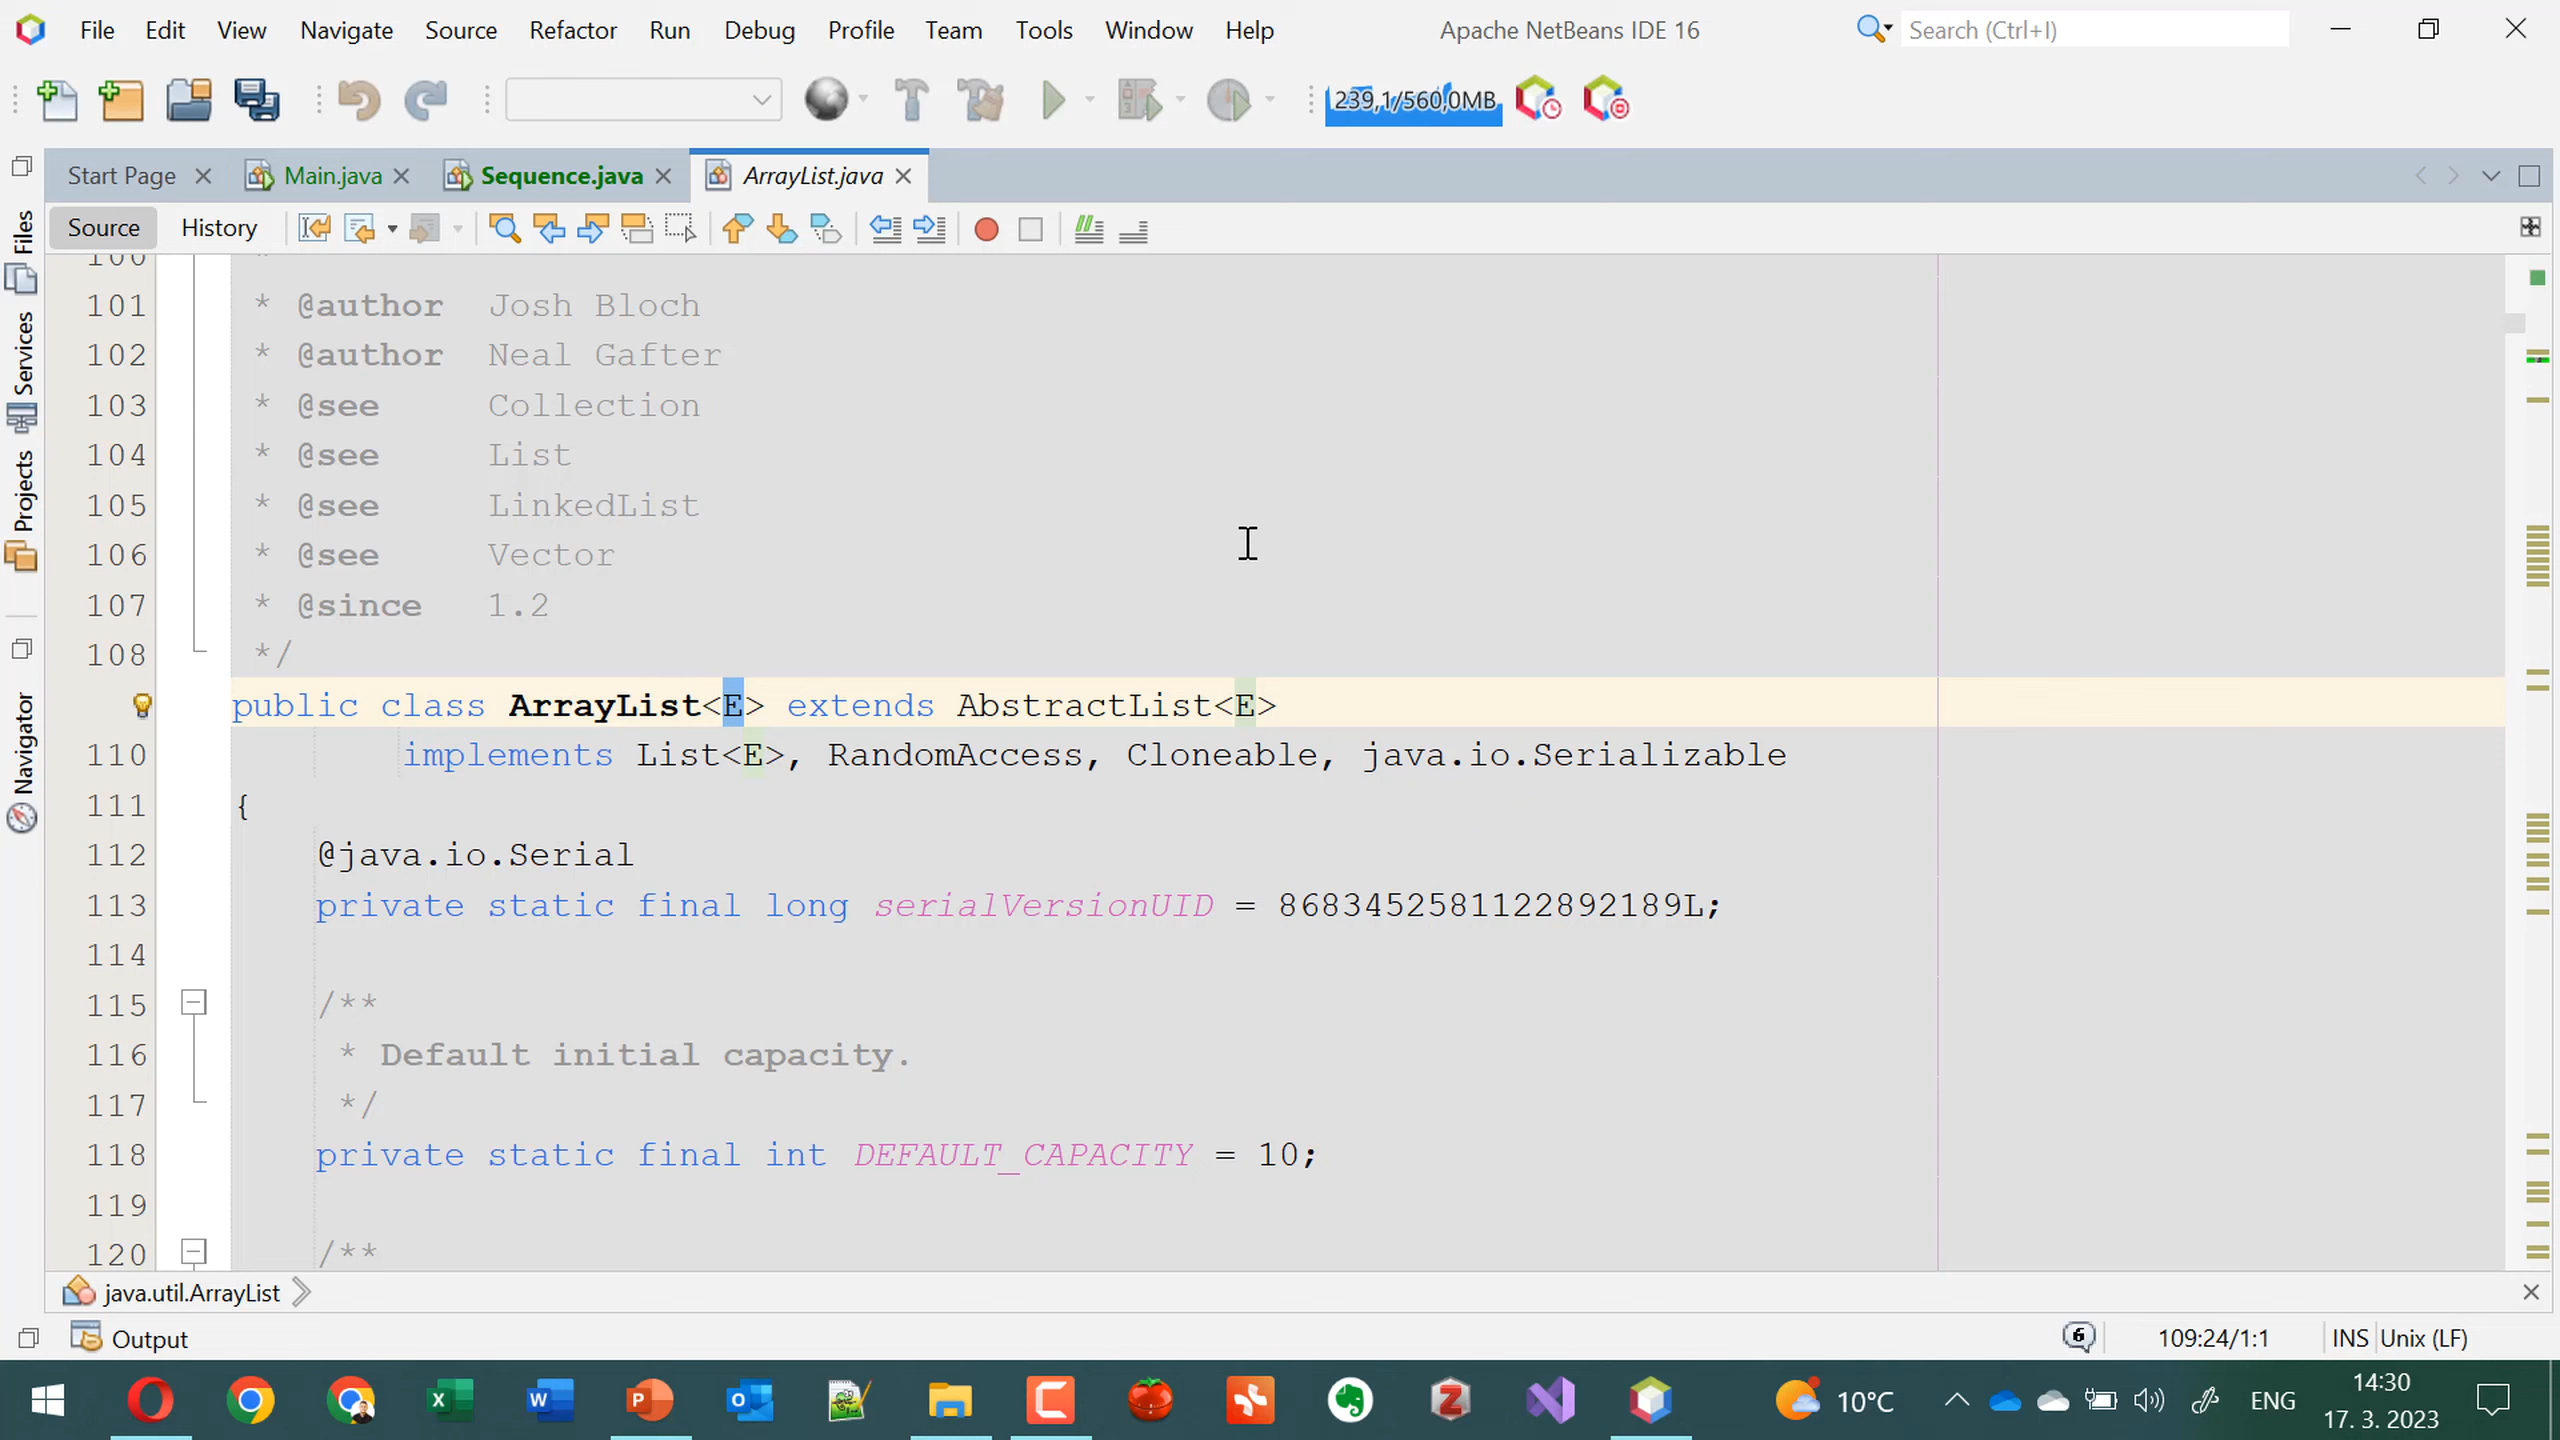 File Edit View Navigate Source Refactor Run Debug Profile Team Tools Window Help Apache NetBeans IDE 16 Search (Ctrl+I)
239,1/560,0MB
Start Page Main.java Sequence.java ArrayList.java
Source History
Files
Services
Projects
Navigator
100 *
101 * @author Josh Bloch
102 * @author Neal Gafter
103 * @see Collection
104 * @see List
105 * @see LinkedList
106 * @see Vector
107 * @since 1.2
108 */
public class ArrayList<E> extends AbstractList<E>
110 implements List<E>, RandomAccess, Cloneable, java.io.Serializable
111 {
112 @java.io.Serial
113 private static final long serialVersionUID = 8683452581122892189L;
114
115 /**
116 * Default initial capacity.
117 */
118 private static final int DEFAULT_CAPACITY = 10;
119
120 /**
java.util.ArrayList
Output 6 109:24/1:1 INS Unix (LF)
10°C ENG 14:30
17. 3. 2023